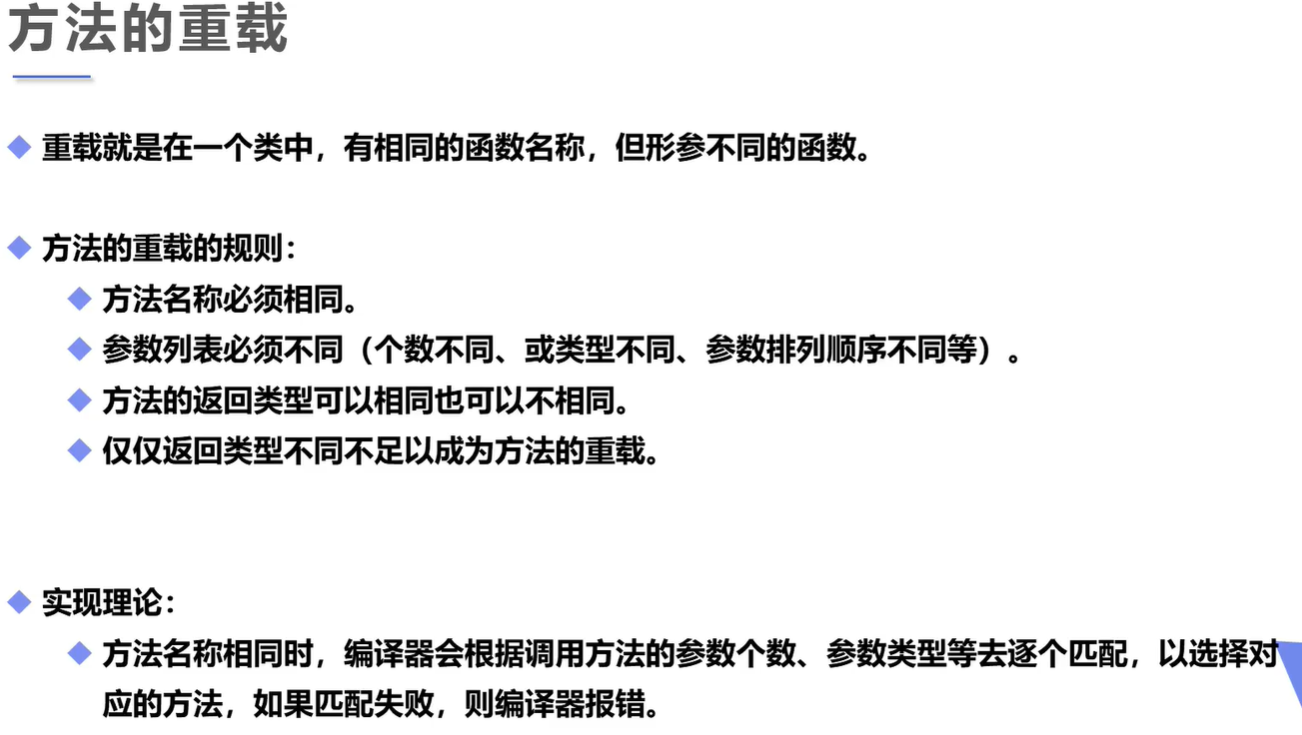 方法的重载
重载就是在一个类中，有相同的函数名称，但形参不同的函数。
方法的重载的规则：
方法名称必须相同。
参数列表必须不同（个数不同、或类型不同、参数排列顺序不同等）。
方法的返回类型可以相同也可以不相同。
仅仅返回类型不同不足以成为方法的重载。
实现理论：
方法名称相同时，编译器会根据调用方法的参数个数、参数类型等去逐个匹配，以选择对
应的方法，如果匹配失败，则编译器报错。